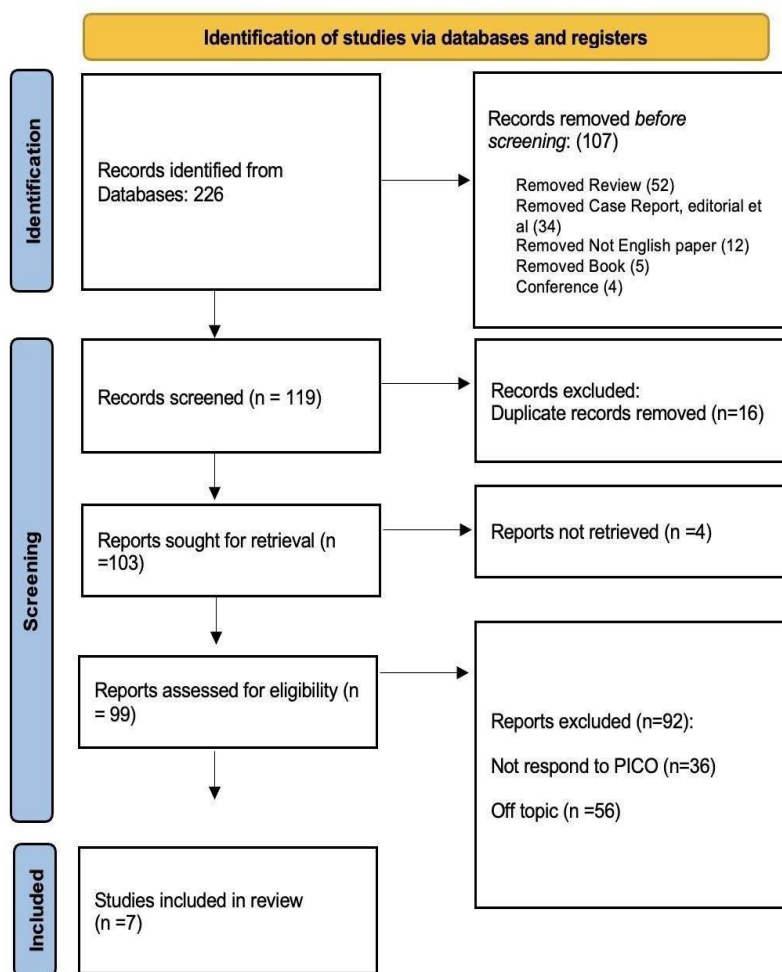 Identification of studies via databases and registers
Identification
Records identified from
Databases: 226
Records removed before
screening: (107)
Removed Review (52)
Removed Case Report, editorial et
al (34)
Removed Not English paper (12)
Removed Book (5)
Conference (4)
Screening
Records screened (n = 119)
Records excluded:
Duplicate records removed (n=16)
Reports sought for retrieval (n
=103)
Reports not retrieved (n =4)
Reports assessed for eligibility (n
= 99)
Reports excluded (n=92):
Not respond to PICO (n=36)
Off topic (n =56)
Included
Studies included in review
(n =7)